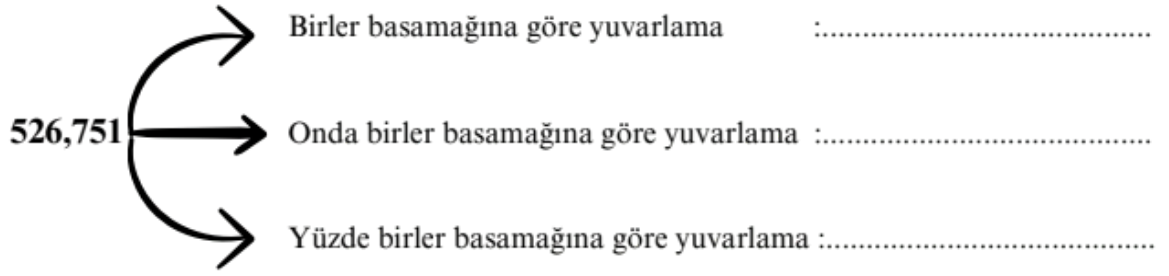 Birler basamağına göre yuvarlama :........................................
526,751 Onda birler basamağına göre yuvarlama :........................................
Yüzde birler basamağına göre yuvarlama :........................................